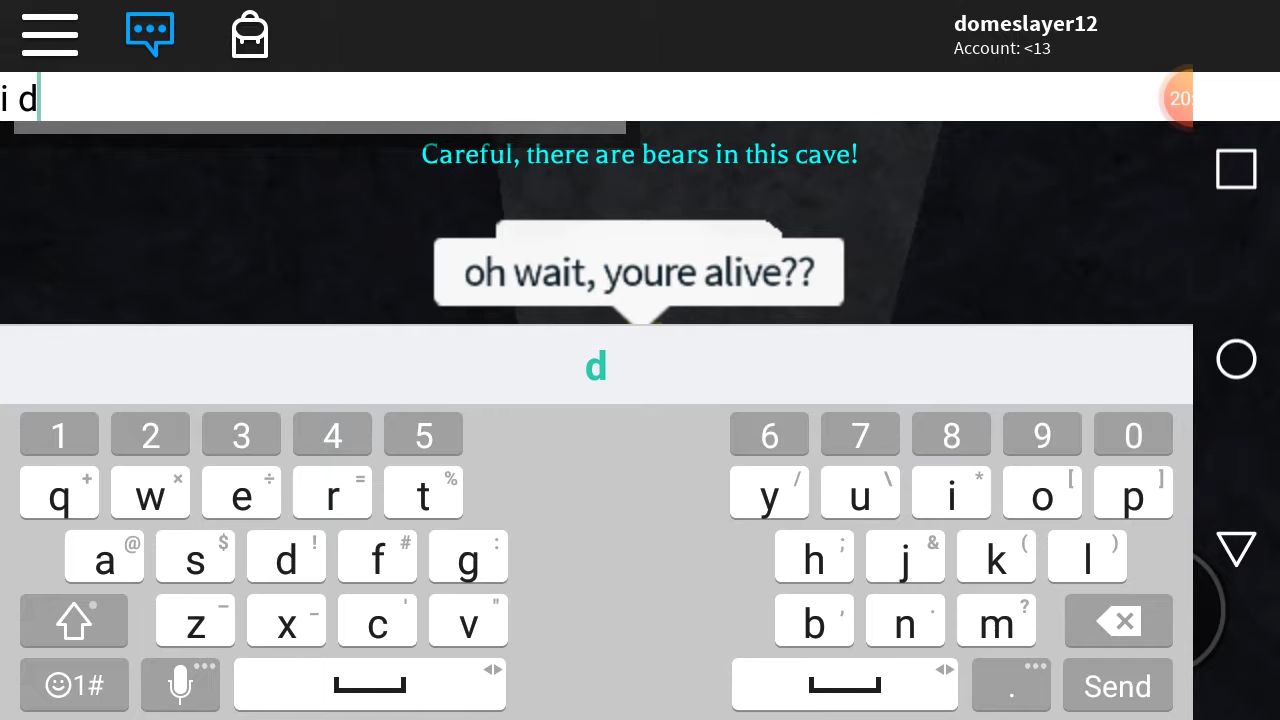 domeslayer12
Account: <13
i d
20:
Careful, there are bears in this cave!
oh wait, youre alive??
d
1 2 3 4 5 6 7 8 9 0
q + w × e ÷ r = t % y / u \ i * o [ p ]
a @ s $ d ! f # g : h ; j & k ( l )
z – x _ c ' v " b , n . m ?
1# . Send